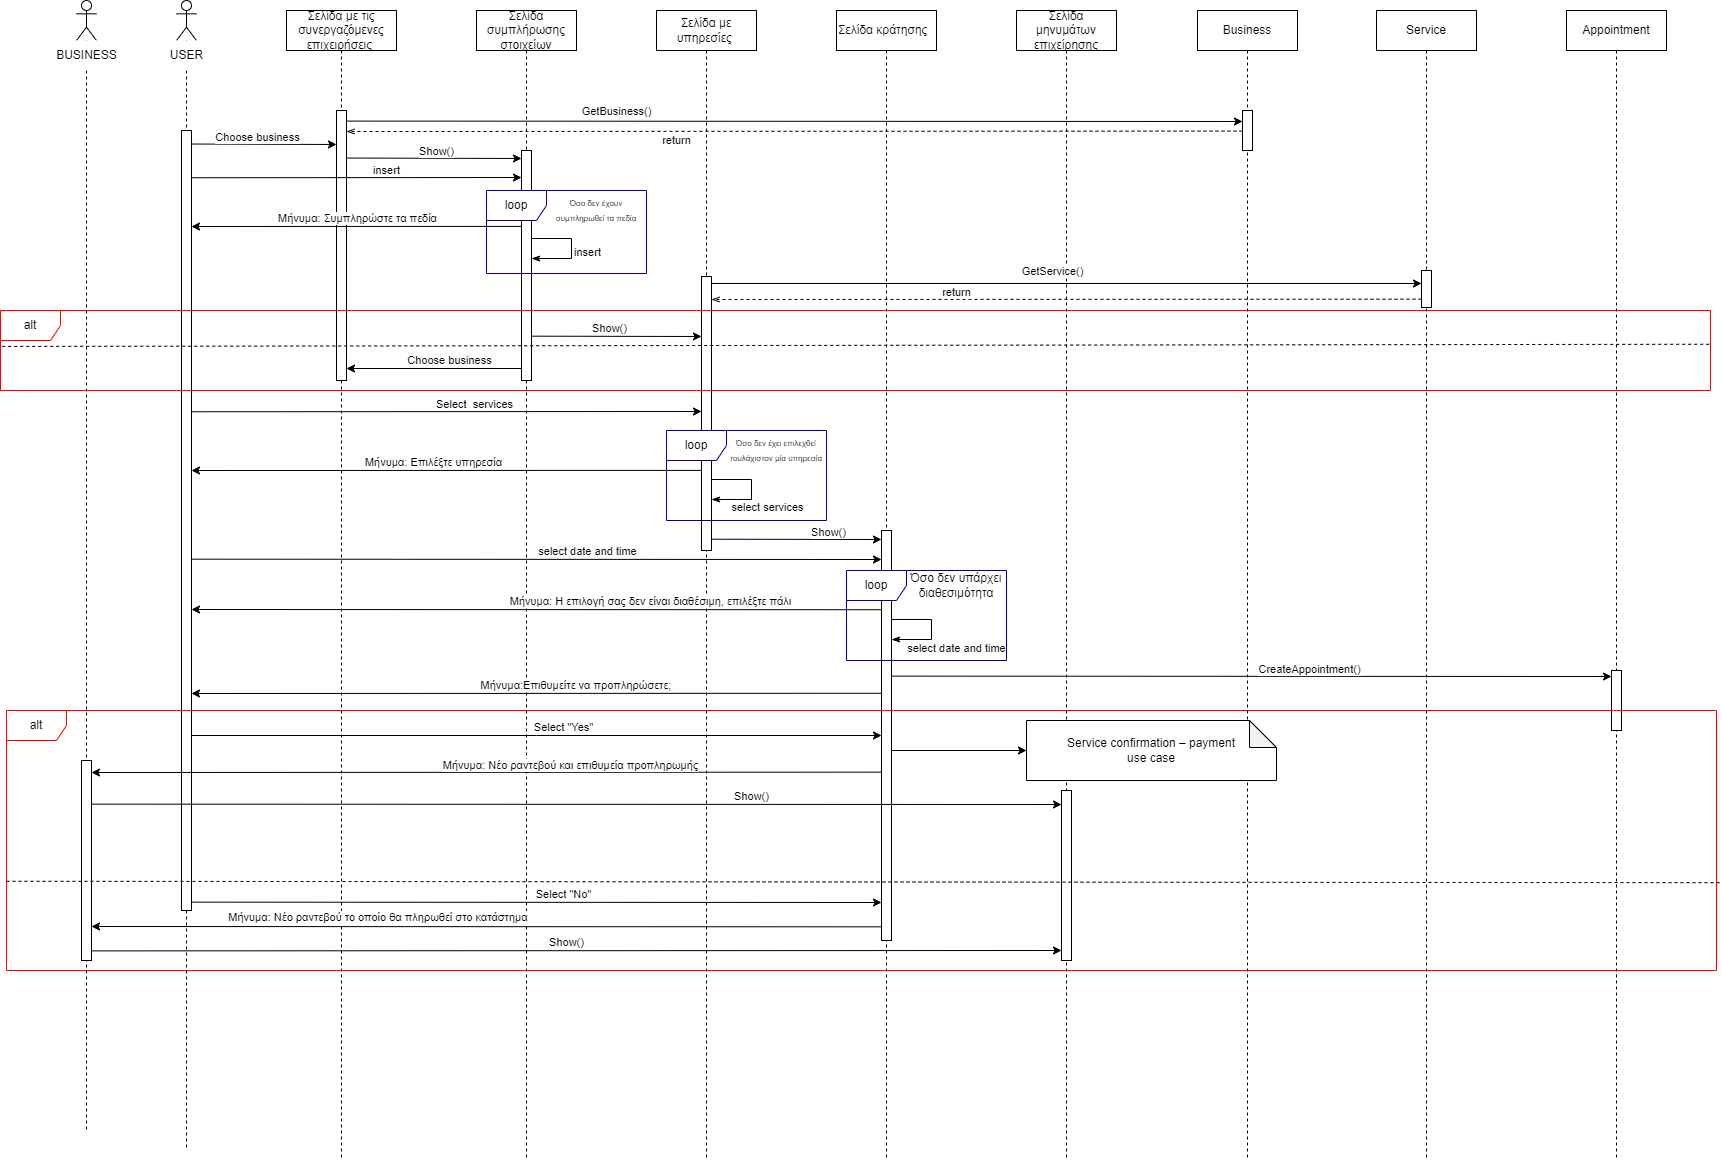 BUSINESS
USER
Σελίδα με τις
συνεργαζόμενες
επιχειρήσεις
Σελίδα
συμπλήρωσης
στοιχείων
Σελίδα με
υπηρεσίες
Σελίδα κράτησης
Σελίδα
μηνυμάτων
επιχείρησης
Business
Service
Appointment
GetBusiness()
return
Choose business
Show()
insert
loop
Όσο δεν έχουν
συμπληρωθεί τα πεδία
Μήνυμα: Συμπληρώστε τα πεδία
insert
GetService()
return
alt
Show()
Choose business
Select  services
loop
Όσο δεν έχει επιλεχθεί
τουλάχιστον μία υπηρεσία
Μήνυμα: Επιλέξτε υπηρεσία
select services
Show()
select date and time
loop
Όσο δεν υπάρχει
διαθεσιμότητα
Μήνυμα: Η επιλογή σας δεν είναι διαθέσιμη, επιλέξτε πάλι
select date and time
CreateAppointment()
Μήνυμα:Επιθυμείτε να προπληρώσετε;
alt
Select "Yes"
Service confirmation – payment
use case
Μήνυμα: Νέο ραντεβού και επιθυμεία προπληρωμής
Show()
Select "No"
Μήνυμα: Νέο ραντεβού το οποίο θα πληρωθεί στο κατάστημα
Show()